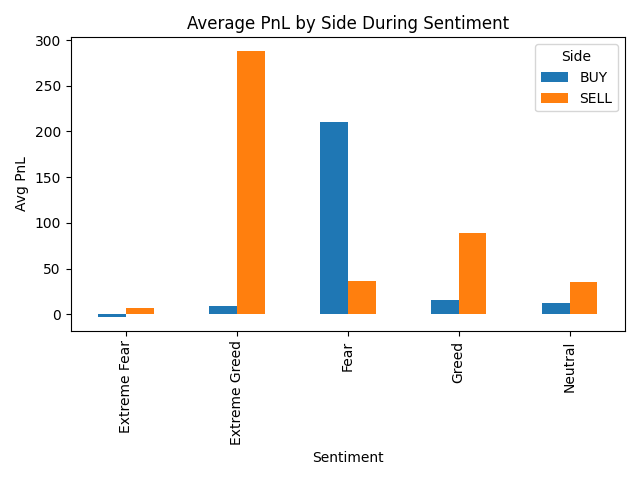 Average PnL by Side During Sentiment
Side
BUY
SELL
Avg PnL
300
250
200
150
100
50
0
Extreme Fear
Extreme Greed
Fear
Greed
Neutral
Sentiment